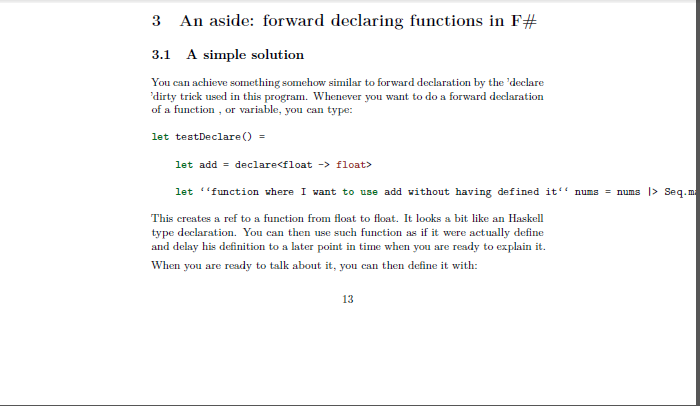 3 An aside: forward declaring functions in F#
3.1 A simple solution
You can achieve something somehow similar to forward declaration by the 'declare
'dirty trick used in this program. Whenever you want to do a forward declaration
of a function , or variable, you can type:
let testDeclare() =
let add = declare<float -> float>
let ‘‘function where I want to use add without having defined it‘‘ nums = nums |> Seq.m
This creates a ref to a function from float to float. It looks a bit like an Haskell
type declaration. You can then use such function as if it were actually define
and delay his definition to a later point in time when you are ready to explain it.
When you are ready to talk about it, you can then define it with:
13